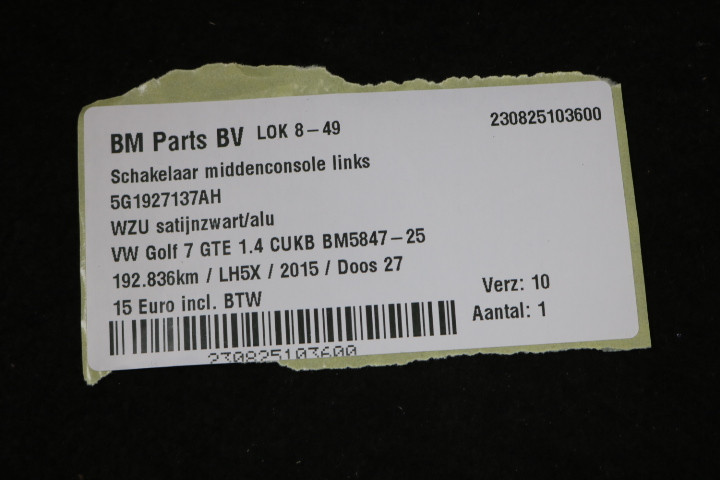 BM Parts BV LOK 8-49 230825103600
Schakelaar middenconsole links
5G1927137AH
WZU satijnzwart/alu
VW Golf 7 GTE 1.4 CUKB BM5847-25
192.836km / LH5X / 2015 / Doos 27
15 Euro incl. BTW
Verz: 10
Aantal: 1
230825103600